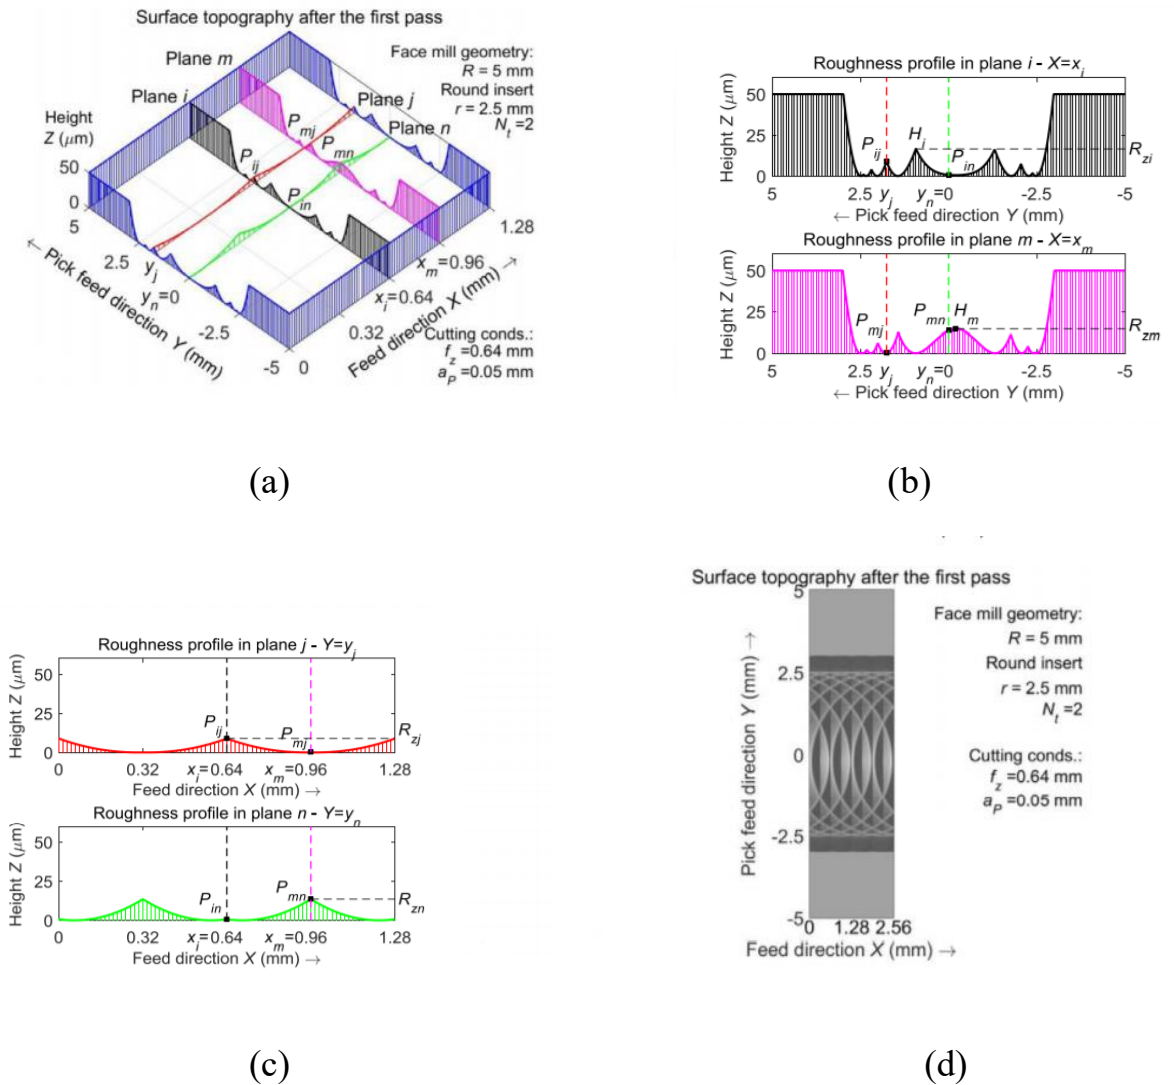 Surface topography after the first pass
Face mill geometry:
R = 5 mm
Round insert
r = 2.5 mm
N_t =2
Plane m
Plane i
Plane j
Plane n
Height
Z (μm)
50
0
P_mj
P_mn
P_ij
P_in
5
2.5
y_j
y_n=0
-2.5
-5
← Pick feed direction Y (mm)
0
0.32
x_i=0.64
x_m=0.96
1.28
Feed direction X (mm) →
Cutting conds.:
f_z =0.64 mm
a_P =0.05 mm
(a)
Roughness profile in plane i - X=x_i
Height Z (μm)
50
25
0
P_ij
H_i
P_in
R_zi
5
2.5
y_j
y_n=0
-2.5
-5
← Pick feed direction Y (mm)
Roughness profile in plane m - X=x_m
Height Z (μm)
50
25
0
P_mj
P_mn
H_m
R_zm
5
2.5
y_j
y_n=0
-2.5
-5
← Pick feed direction Y (mm)
(b)
Roughness profile in plane j - Y=y_j
Height Z (μm)
50
25
0
P_ij
P_mj
R_zj
0
0.32
x_i=0.64
x_m=0.96
1.28
Feed direction X (mm) →
Roughness profile in plane n - Y=y_n
Height Z (μm)
50
25
0
P_in
P_mn
R_zn
0
0.32
x_i=0.64
x_m=0.96
1.28
Feed direction X (mm) →
(c)
Surface topography after the first pass
Pick feed direction Y (mm) →
5
2.5
0
-2.5
-5
0
1.28
2.56
Feed direction X (mm) →
Face mill geometry:
R = 5 mm
Round insert
r = 2.5 mm
N_t =2
Cutting conds.:
f_z =0.64 mm
a_P =0.05 mm
(d)